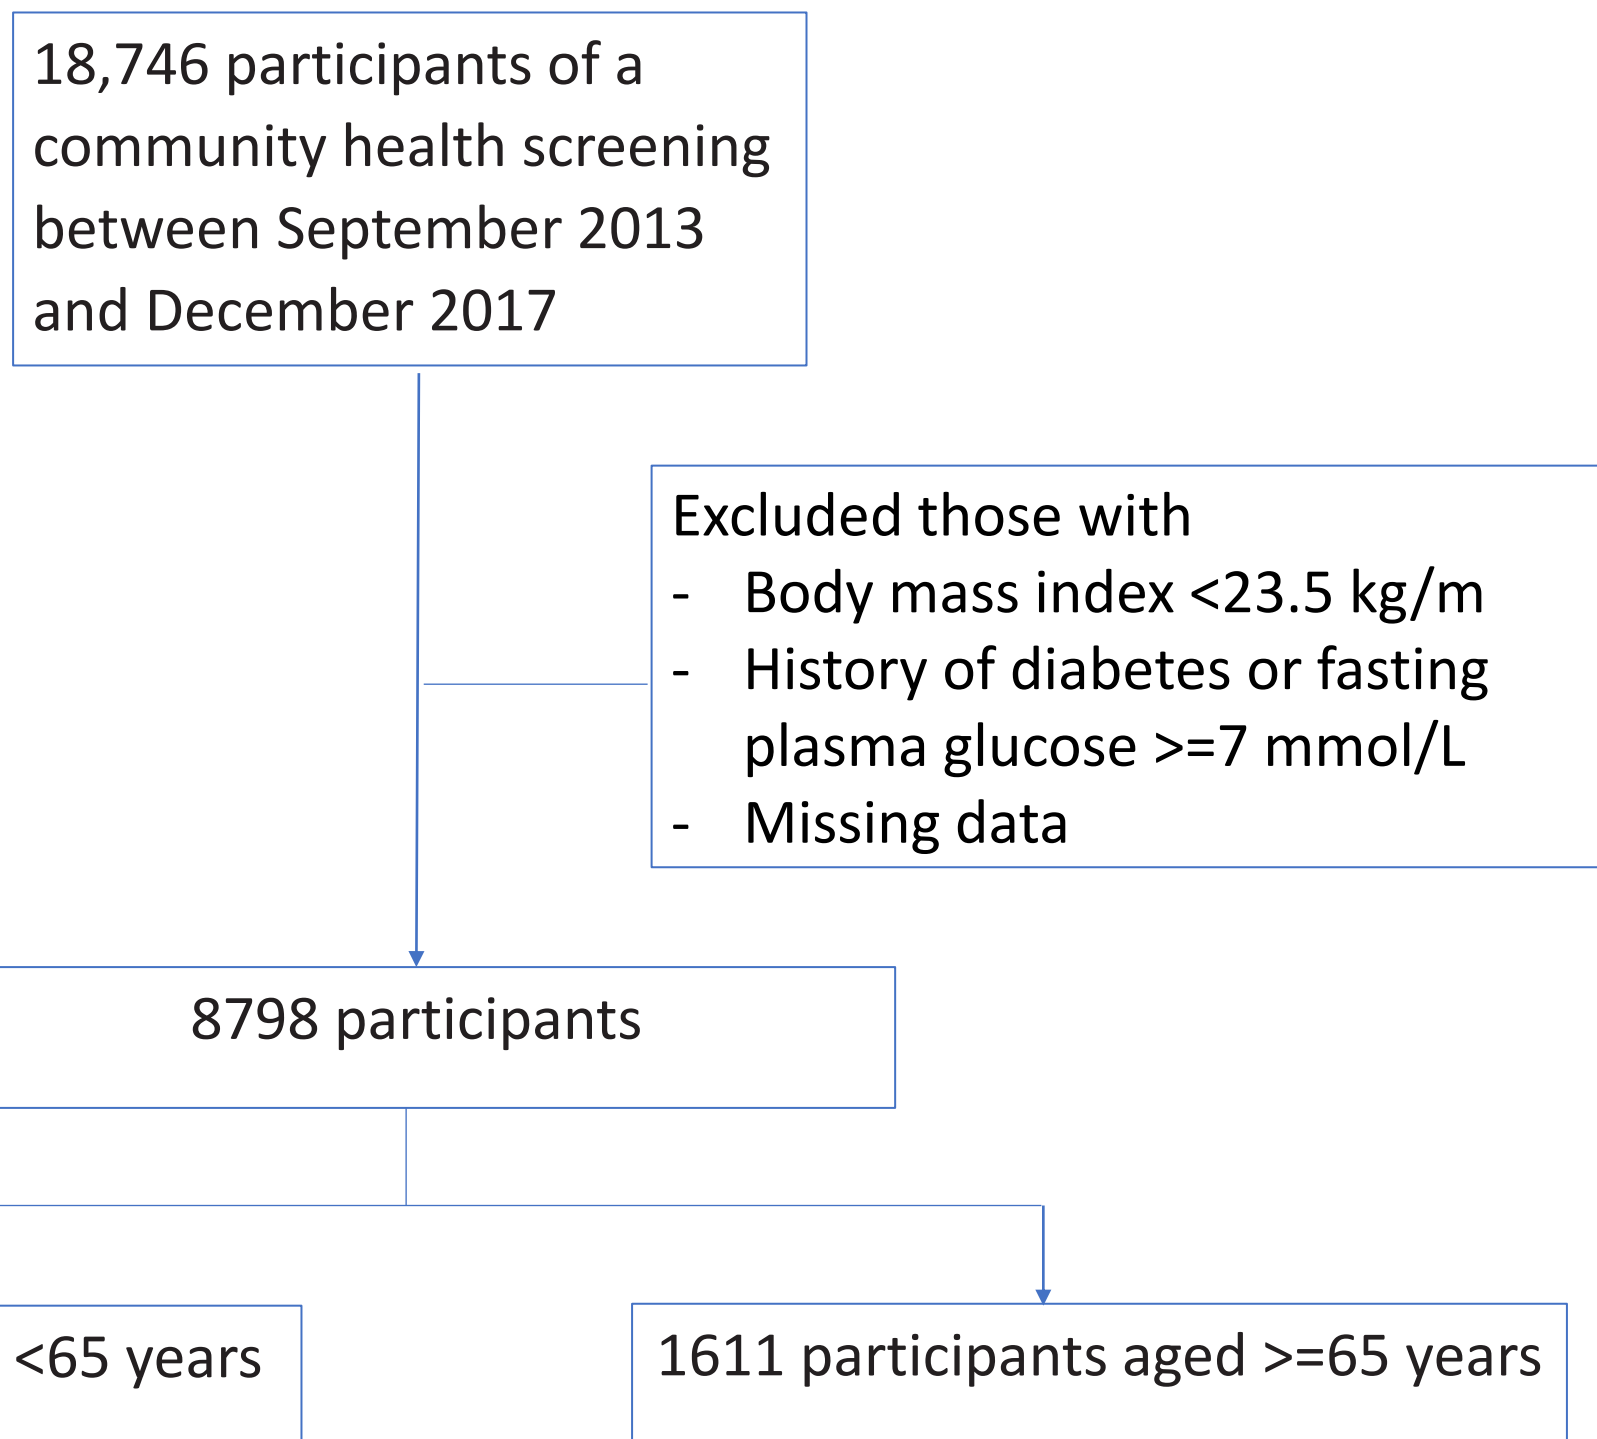 18,746 participants of a
community health screening
between September 2013
and December 2017
Excluded those with
- Body mass index <23.5 kg/m
- History of diabetes or fasting
plasma glucose >=7 mmol/L
- Missing data
8798 participants
<65 years
1611 participants aged >=65 years